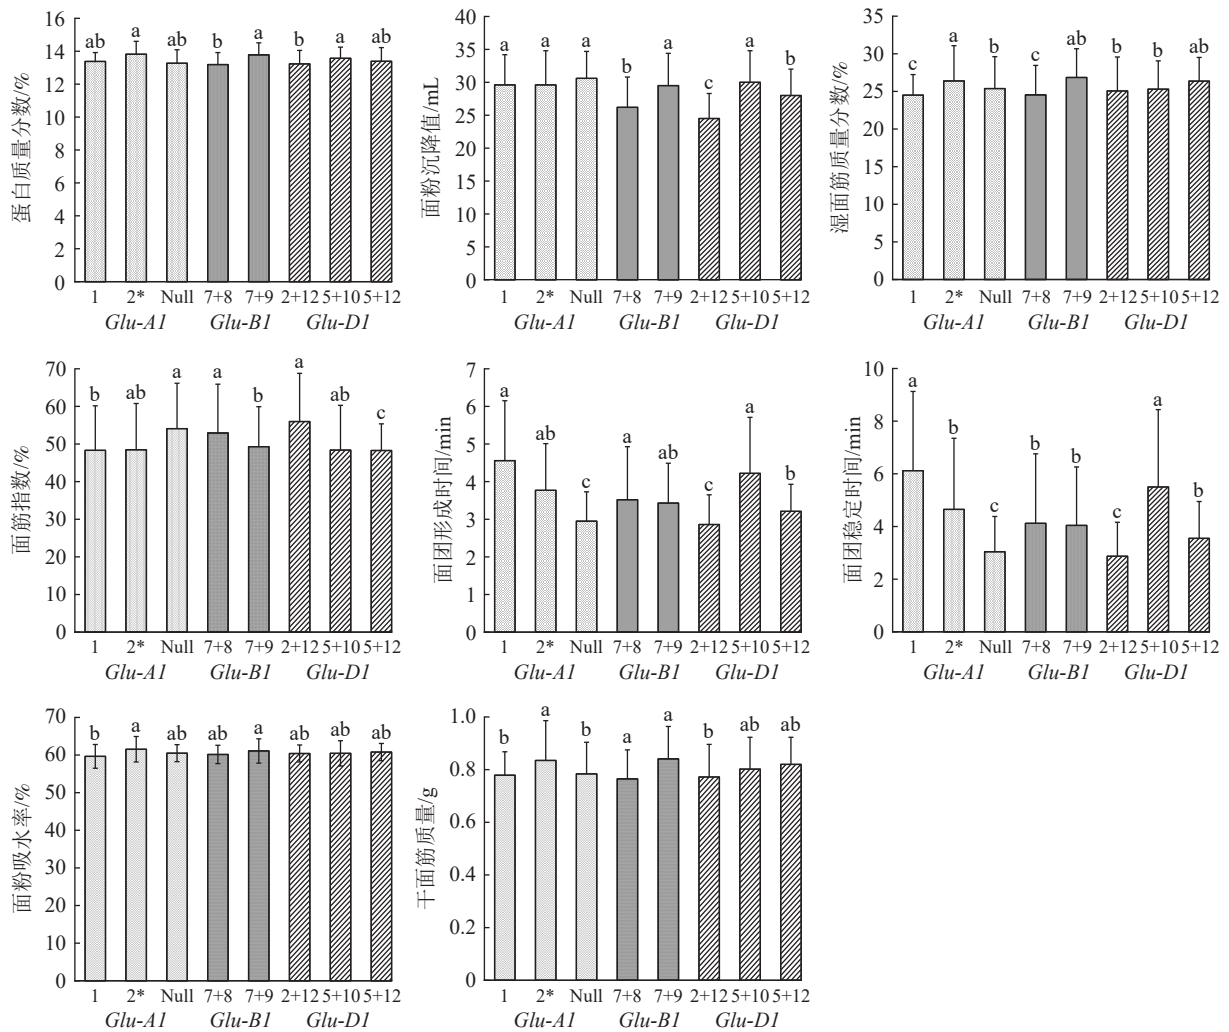 蛋白质量分数/%
16
14
12
10
8
6
4
2
0
ab a ab b a b a ab
1 2* Null 7+8 7+9 2+12 5+10 5+12
Glu-A1 Glu-B1 Glu-D1
面粉沉降值/mL
40
35
30
25
20
15
10
5
0
a a a b a c a b
1 2* Null 7+8 7+9 2+12 5+10 5+12
Glu-A1 Glu-B1 Glu-D1
湿面筋质量分数/%
35
30
25
20
15
10
5
0
c a b c ab b b ab
1 2* Null 7+8 7+9 2+12 5+10 5+12
Glu-A1 Glu-B1 Glu-D1
面筋指数/%
70
60
50
40
30
20
10
0
b ab a a b a ab c
1 2* Null 7+8 7+9 2+12 5+10 5+12
Glu-A1 Glu-B1 Glu-D1
面团形成时间/min
7
6
5
4
3
2
1
0
a ab c a ab c a b
1 2* Null 7+8 7+9 2+12 5+10 5+12
Glu-A1 Glu-B1 Glu-D1
面团稳定时间/min
10
8
6
4
2
0
a b c b b c a b
1 2* Null 7+8 7+9 2+12 5+10 5+12
Glu-A1 Glu-B1 Glu-D1
面粉吸水率/%
70
60
50
40
30
20
10
0
b a ab ab a ab ab ab
1 2* Null 7+8 7+9 2+12 5+10 5+12
Glu-A1 Glu-B1 Glu-D1
干面筋质量/g
1.0
0.8
0.6
0.4
0.2
0
b a b a a b ab ab
1 2* Null 7+8 7+9 2+12 5+10 5+12
Glu-A1 Glu-B1 Glu-D1